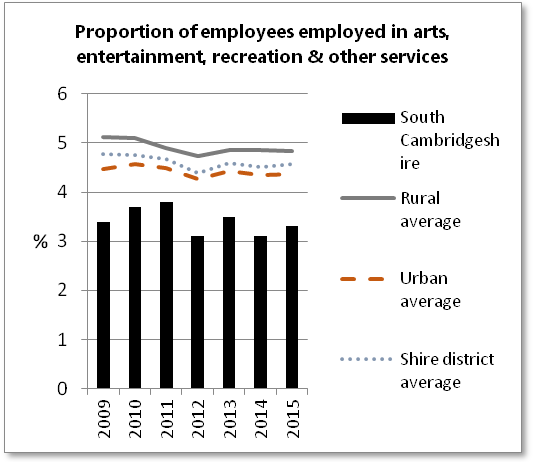 Proportion of employees employed in arts,
entertainment, recreation & other services
6
5
4
3
2
1
0
%
2009
2010
2011
2012
2013
2014
2015
South
Cambridgesh
ire
Rural
average
Urban
average
Shire district
average